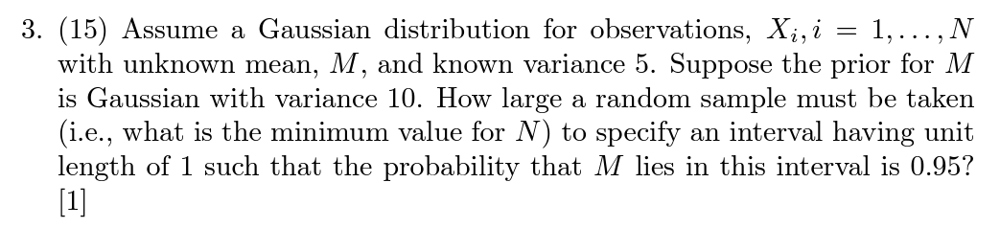 3. (15) Assume a Gaussian distribution for observations, Xᵢ, i = 1, . . . , N
with unknown mean, M, and known variance 5. Suppose the prior for M
is Gaussian with variance 10. How large a random sample must be taken
(i.e., what is the minimum value for N) to specify an interval having unit
length of 1 such that the probability that M lies in this interval is 0.95?
[1]